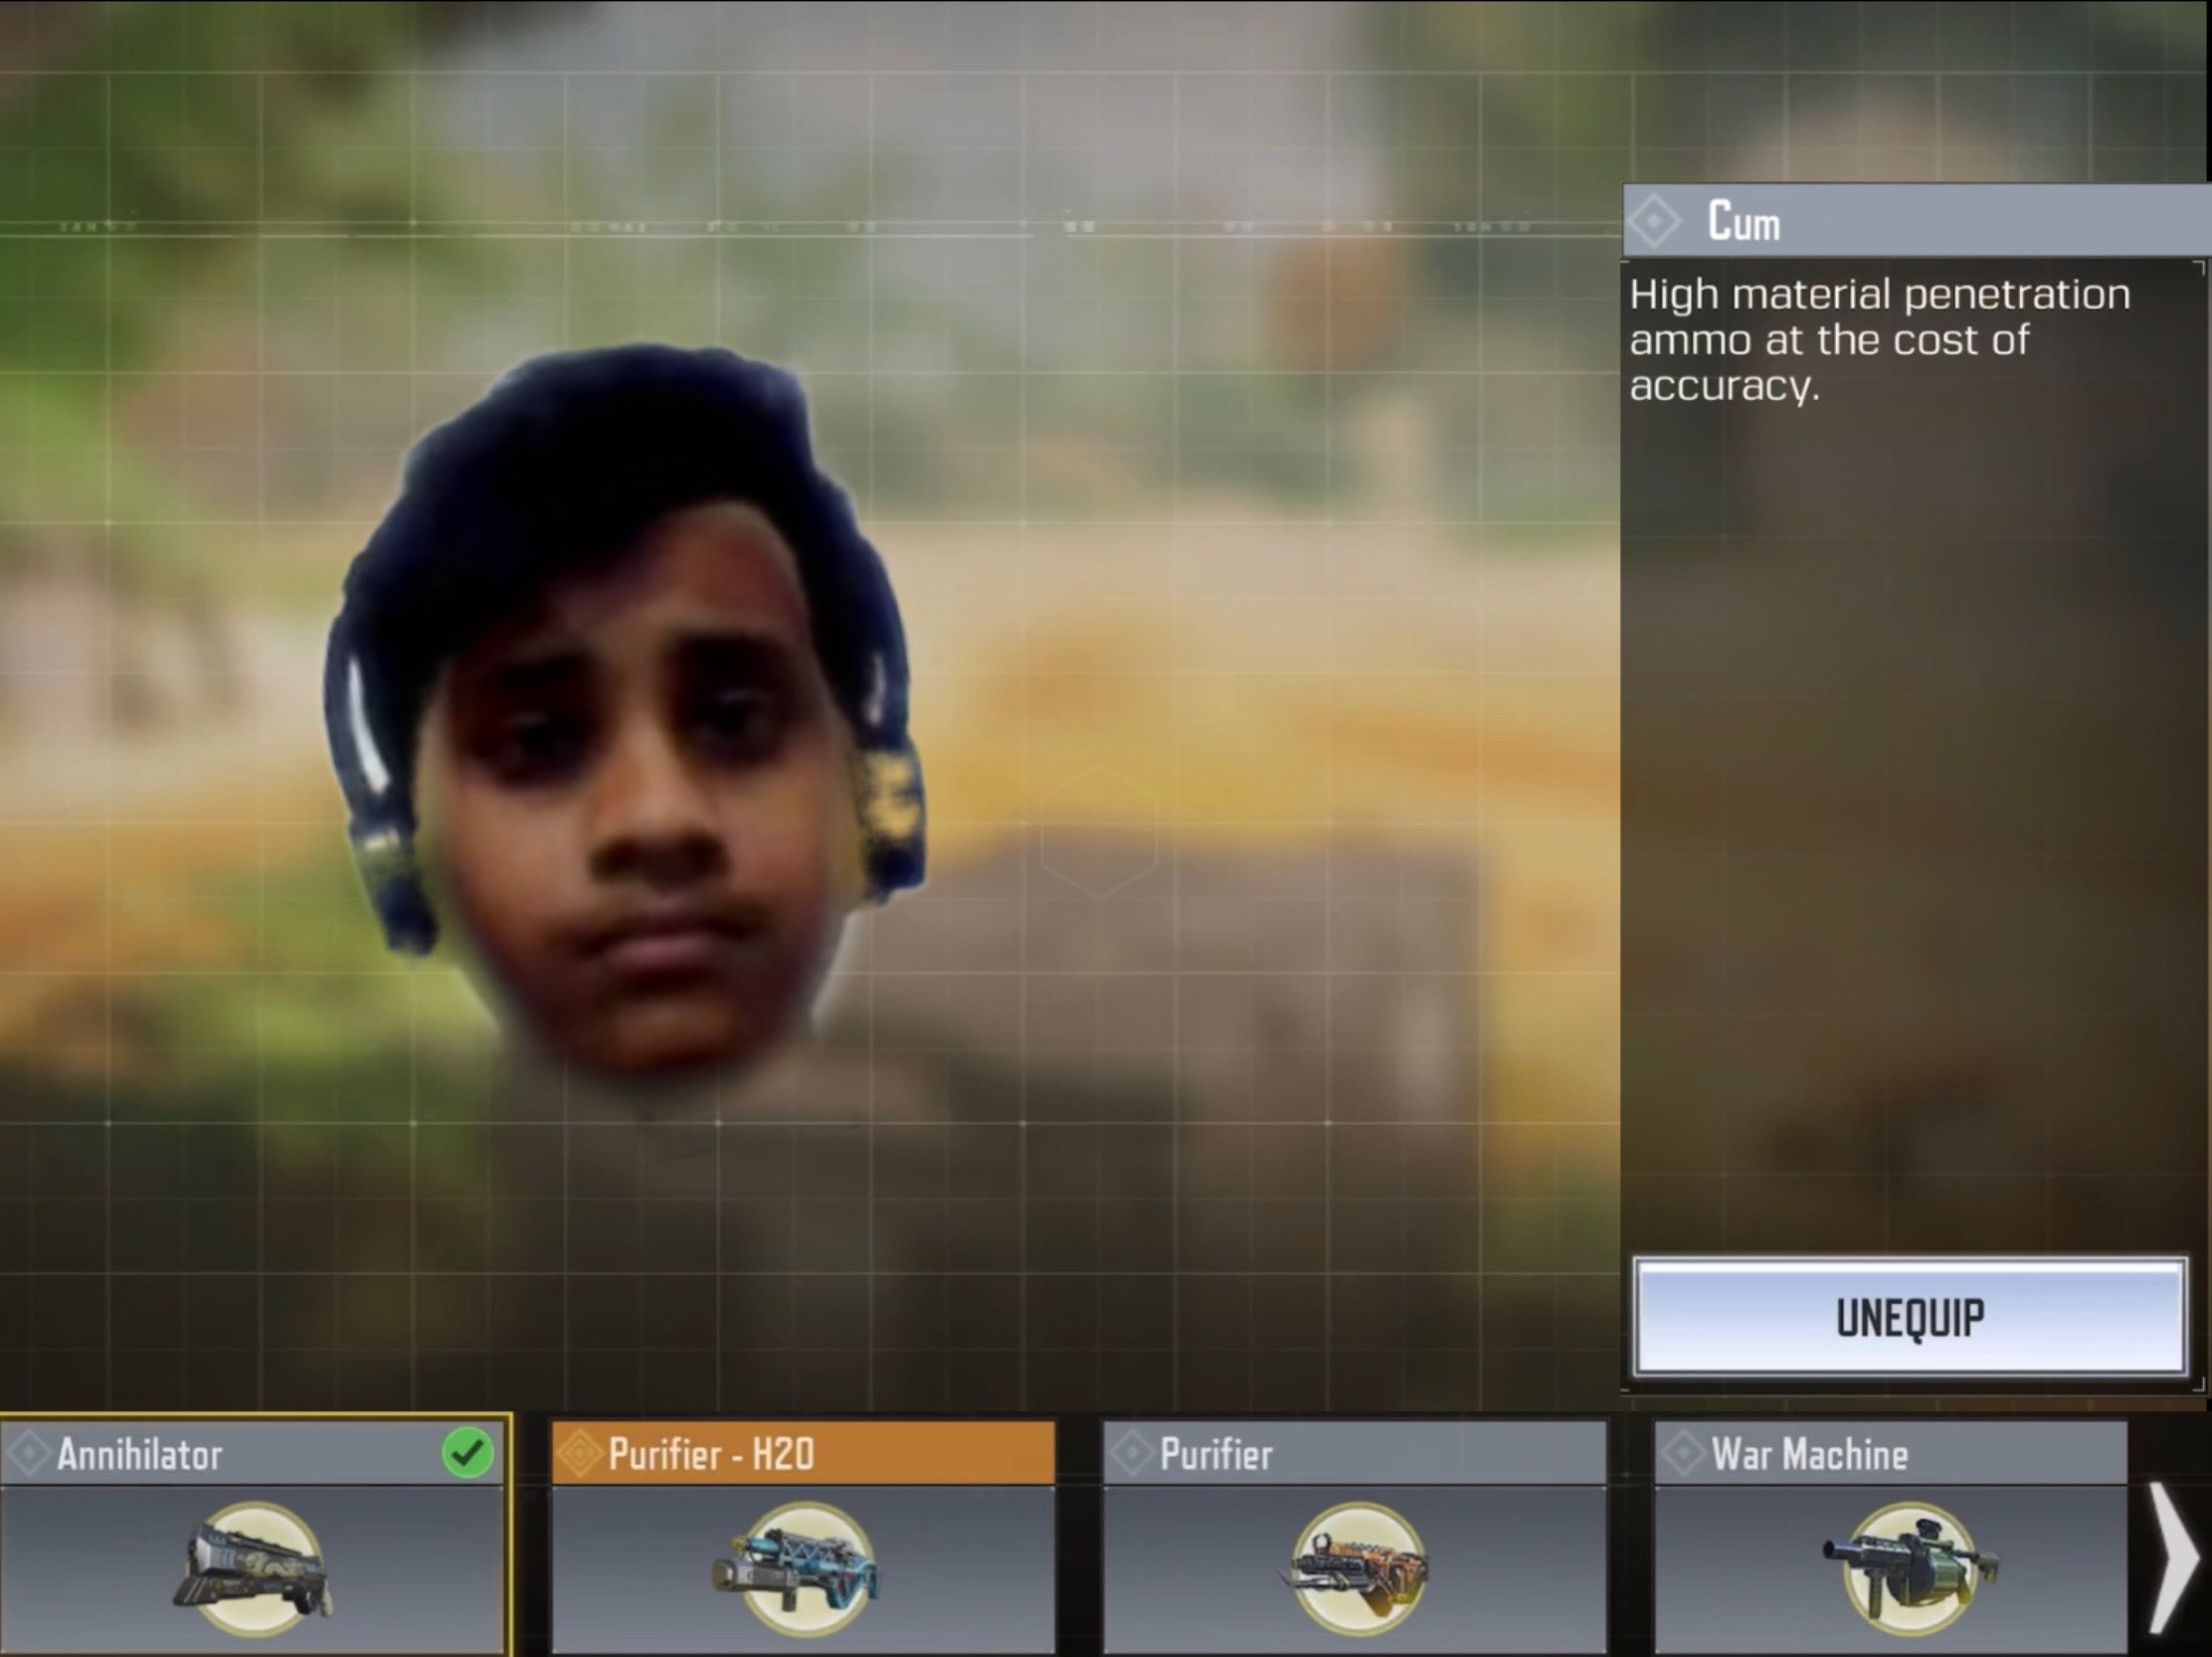 Cum
High material penetration
ammo at the cost of
accuracy.
UNEQUIP
Annihilator
Purifier - H20
Purifier
War Machine